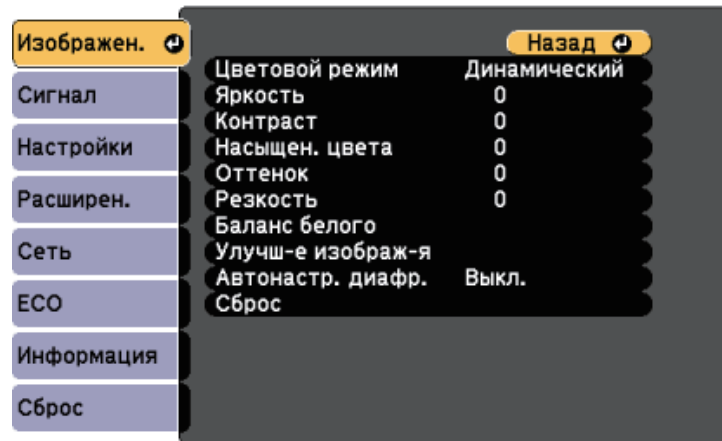 Изображен.
Сигнал
Настройки
Расширен.
Сеть
ECO
Информация
Сброс
Назад
Цветовой режим Динамический
Яркость 0
Контраст 0
Насыщен. цвета 0
Оттенок 0
Резкость 0
Баланс белого
Улучш-е изображ-я
Автонастр. диафр. Выкл.
Сброс